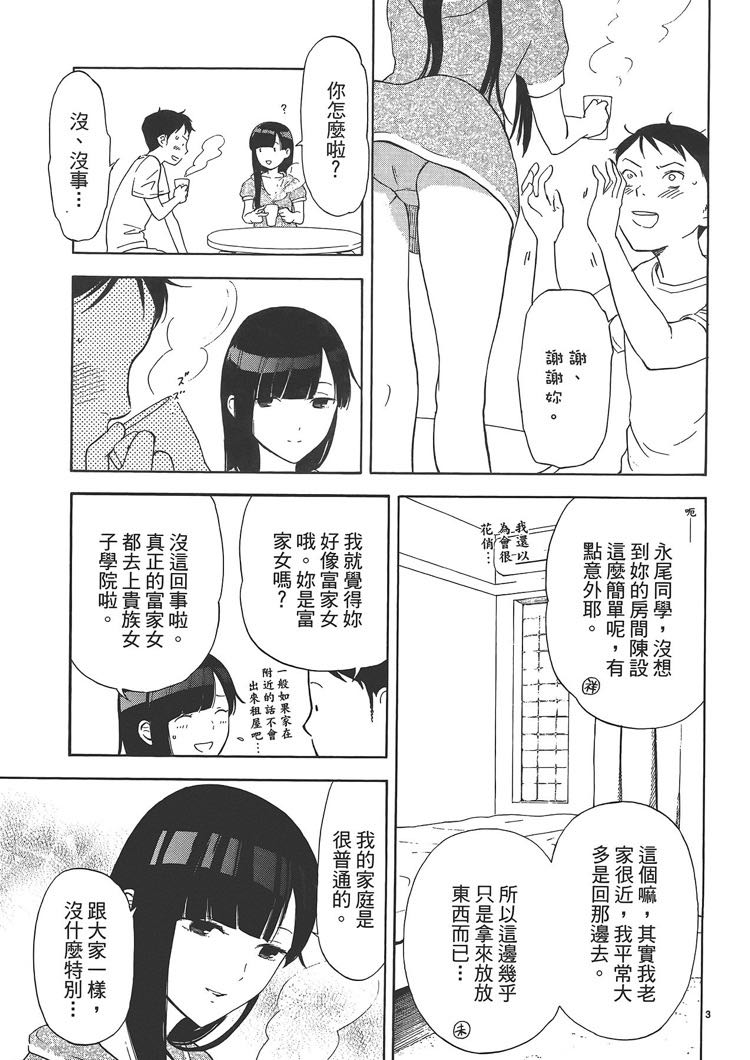 謝、
謝謝妳。
你怎麼啦？
?
沒、沒事…
ズ
ズ
呃──
永尾同學，沒想
到妳的房間陳設
這麼簡單呢，有
點意外耶。
祥
我還以
為會很
花俏…
這個嘛，其實我老
家很近，我平常大
多是回那邊去。
所以這邊幾乎
只是拿來放放
東西而已…
未
我就覺得妳
好像富家女
哦。妳是富
家女嗎？
沒這回事啦。
真正的富家女
都去上貴族女
子學院啦。
一般如果家在
附近的話不會
出來租屋吧…
我的家庭是
很普通的。
跟大家一樣，
沒什麼特別…
3